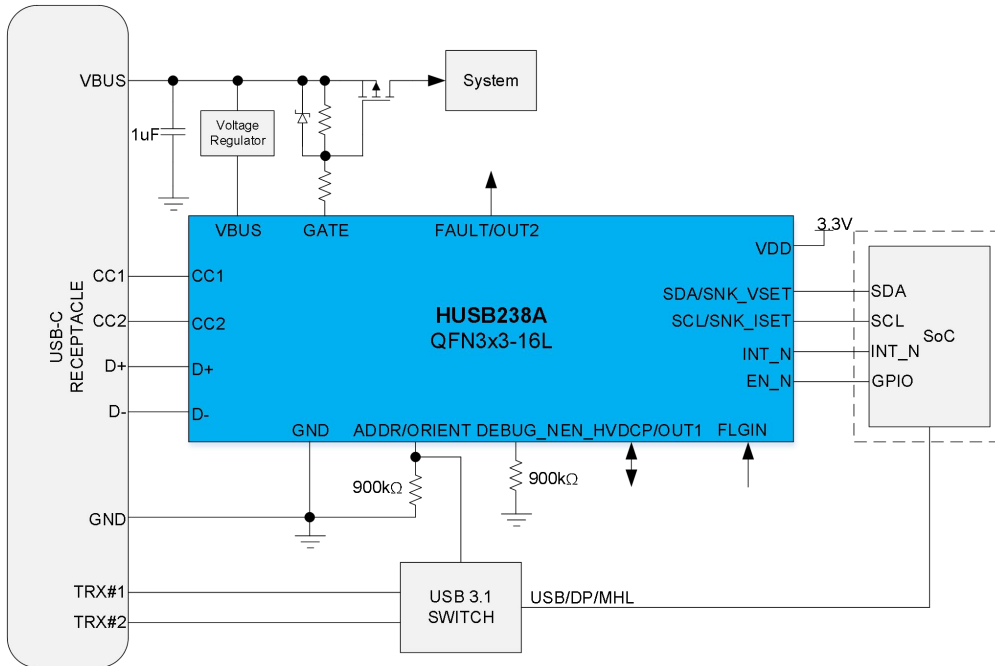 VBUS
1uF
Voltage
Regulator
System
VBUS
GATE
FAULT/OUT2
3.3V
VDD
CC1
CC1
CC2
CC2
D+
D+
D-
D-
USB-C
RECEPTACLE
HUSB238A
QFN3x3-16L
SDA/SNK_VSET
SCL/SNK_ISET
INT_N
EN_N
SDA
SCL
INT_N
GPIO
SoC
GND
ADDR/ORIENT
DEBUG_N
EN_HVDCP/OUT1
FLGIN
900kΩ
900kΩ
GND
TRX#1
TRX#2
USB 3.1
SWITCH
USB/DP/MHL